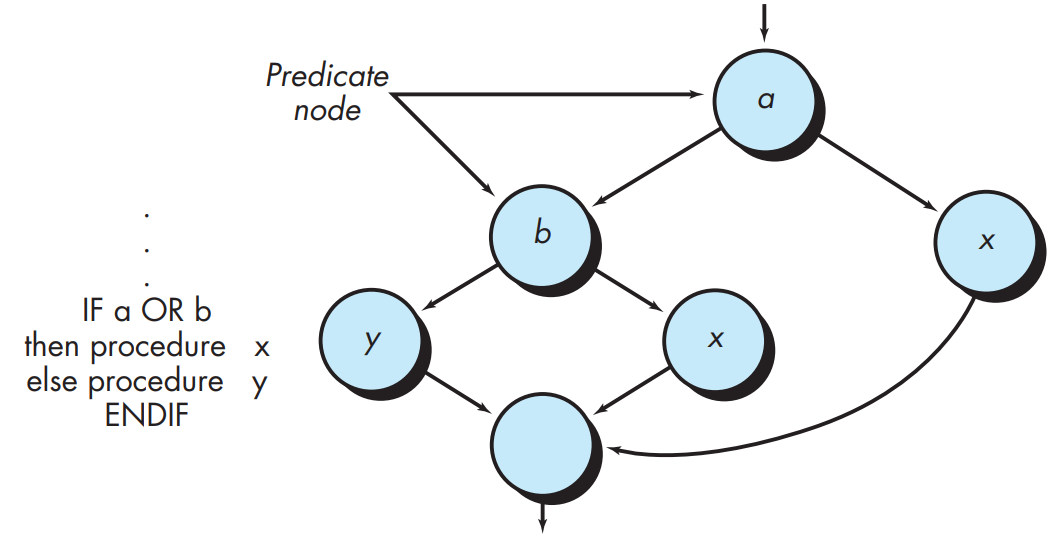 Predicate
node
a
b
x
y
x
.
.
.
IF a OR b
then procedure x
else procedure y
ENDIF